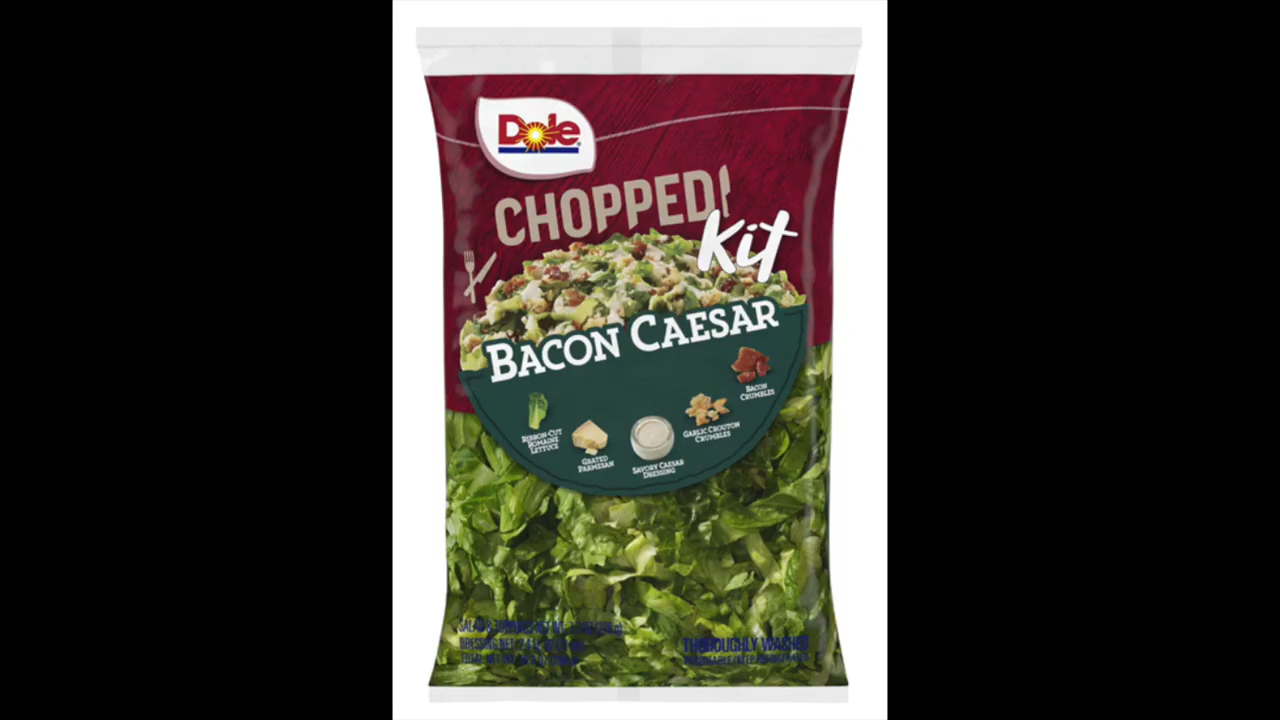 Dole
CHOPPED!
Kit
BACON CAESAR
RIBBON-CUT
ROMAINE
LETTUCE
GRATED
PARMESAN
SAVORY CAESAR
DRESSING
GARLIC CROUTON
CRUMBLES
BACON
CRUMBLES
THOROUGHLY WASHED